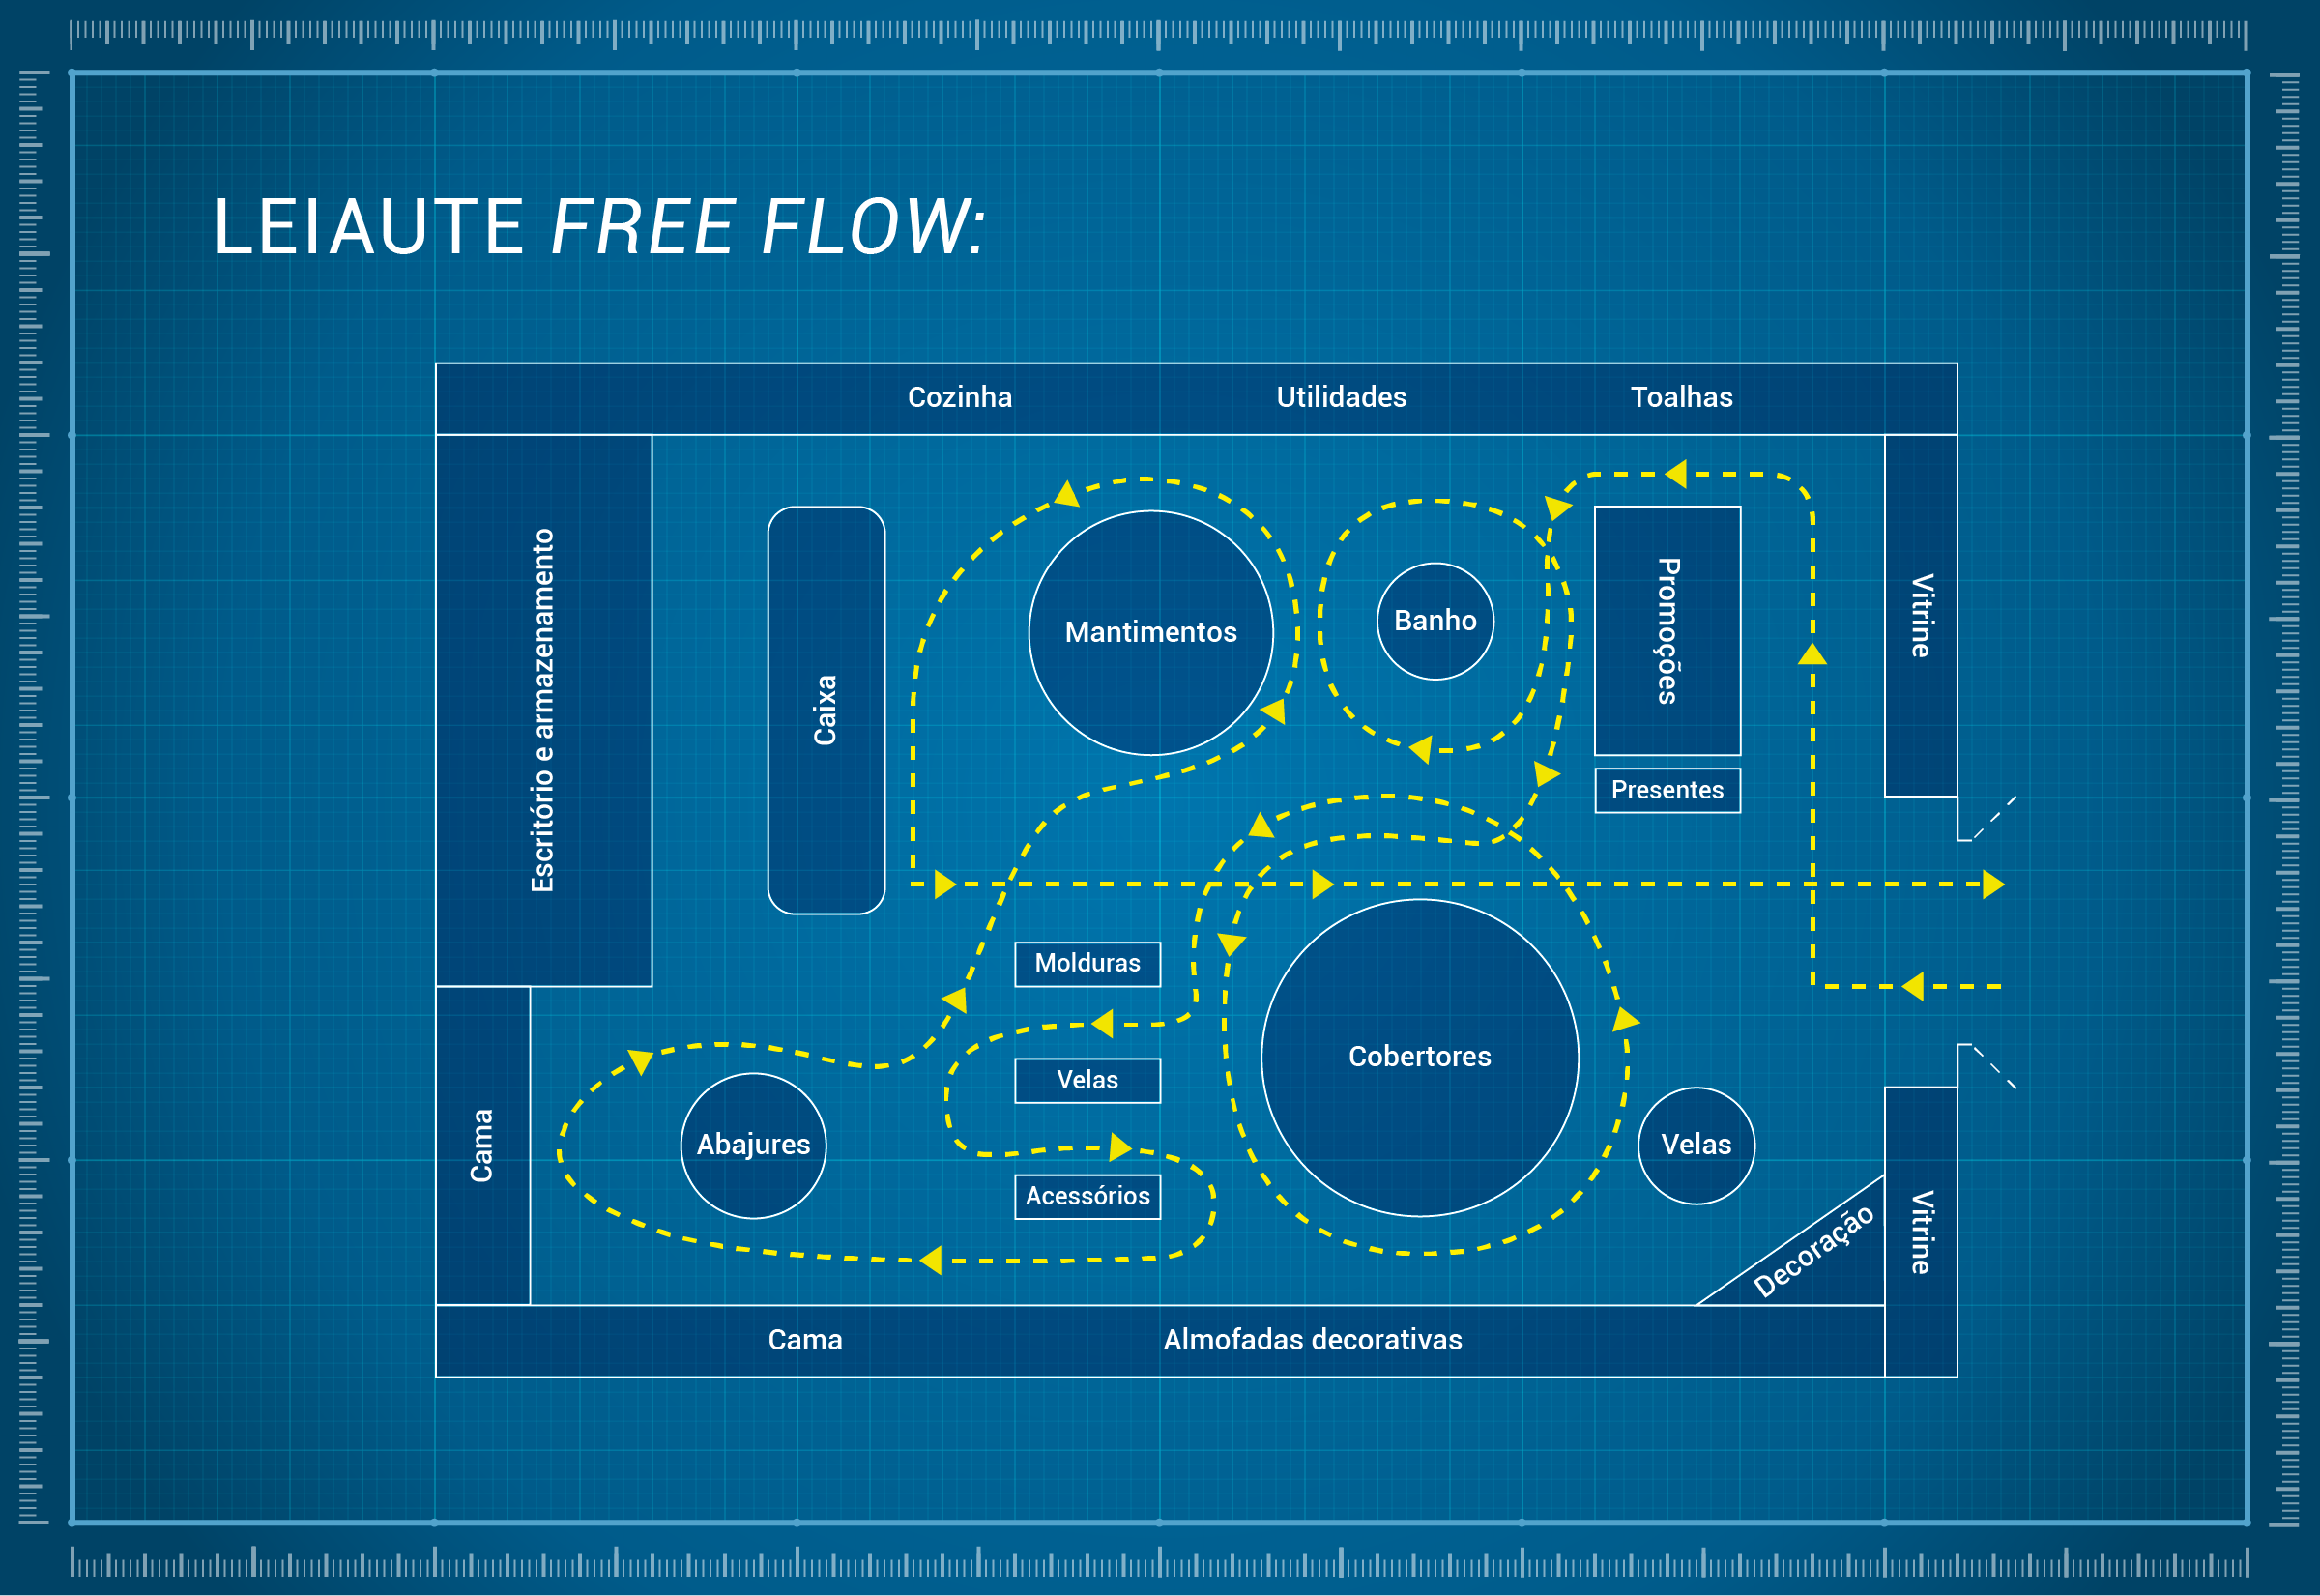 LEIAUTE FREE FLOW:
Cozinha
Utilidades
Toalhas
Escritório e armazenamento
Caixa
Mantimentos
Banho
Promoções
Vitrine
Presentes
Molduras
Velas
Acessórios
Cobertores
Abajures
Cama
Velas
Decoração
Vitrine
Cama
Almofadas decorativas